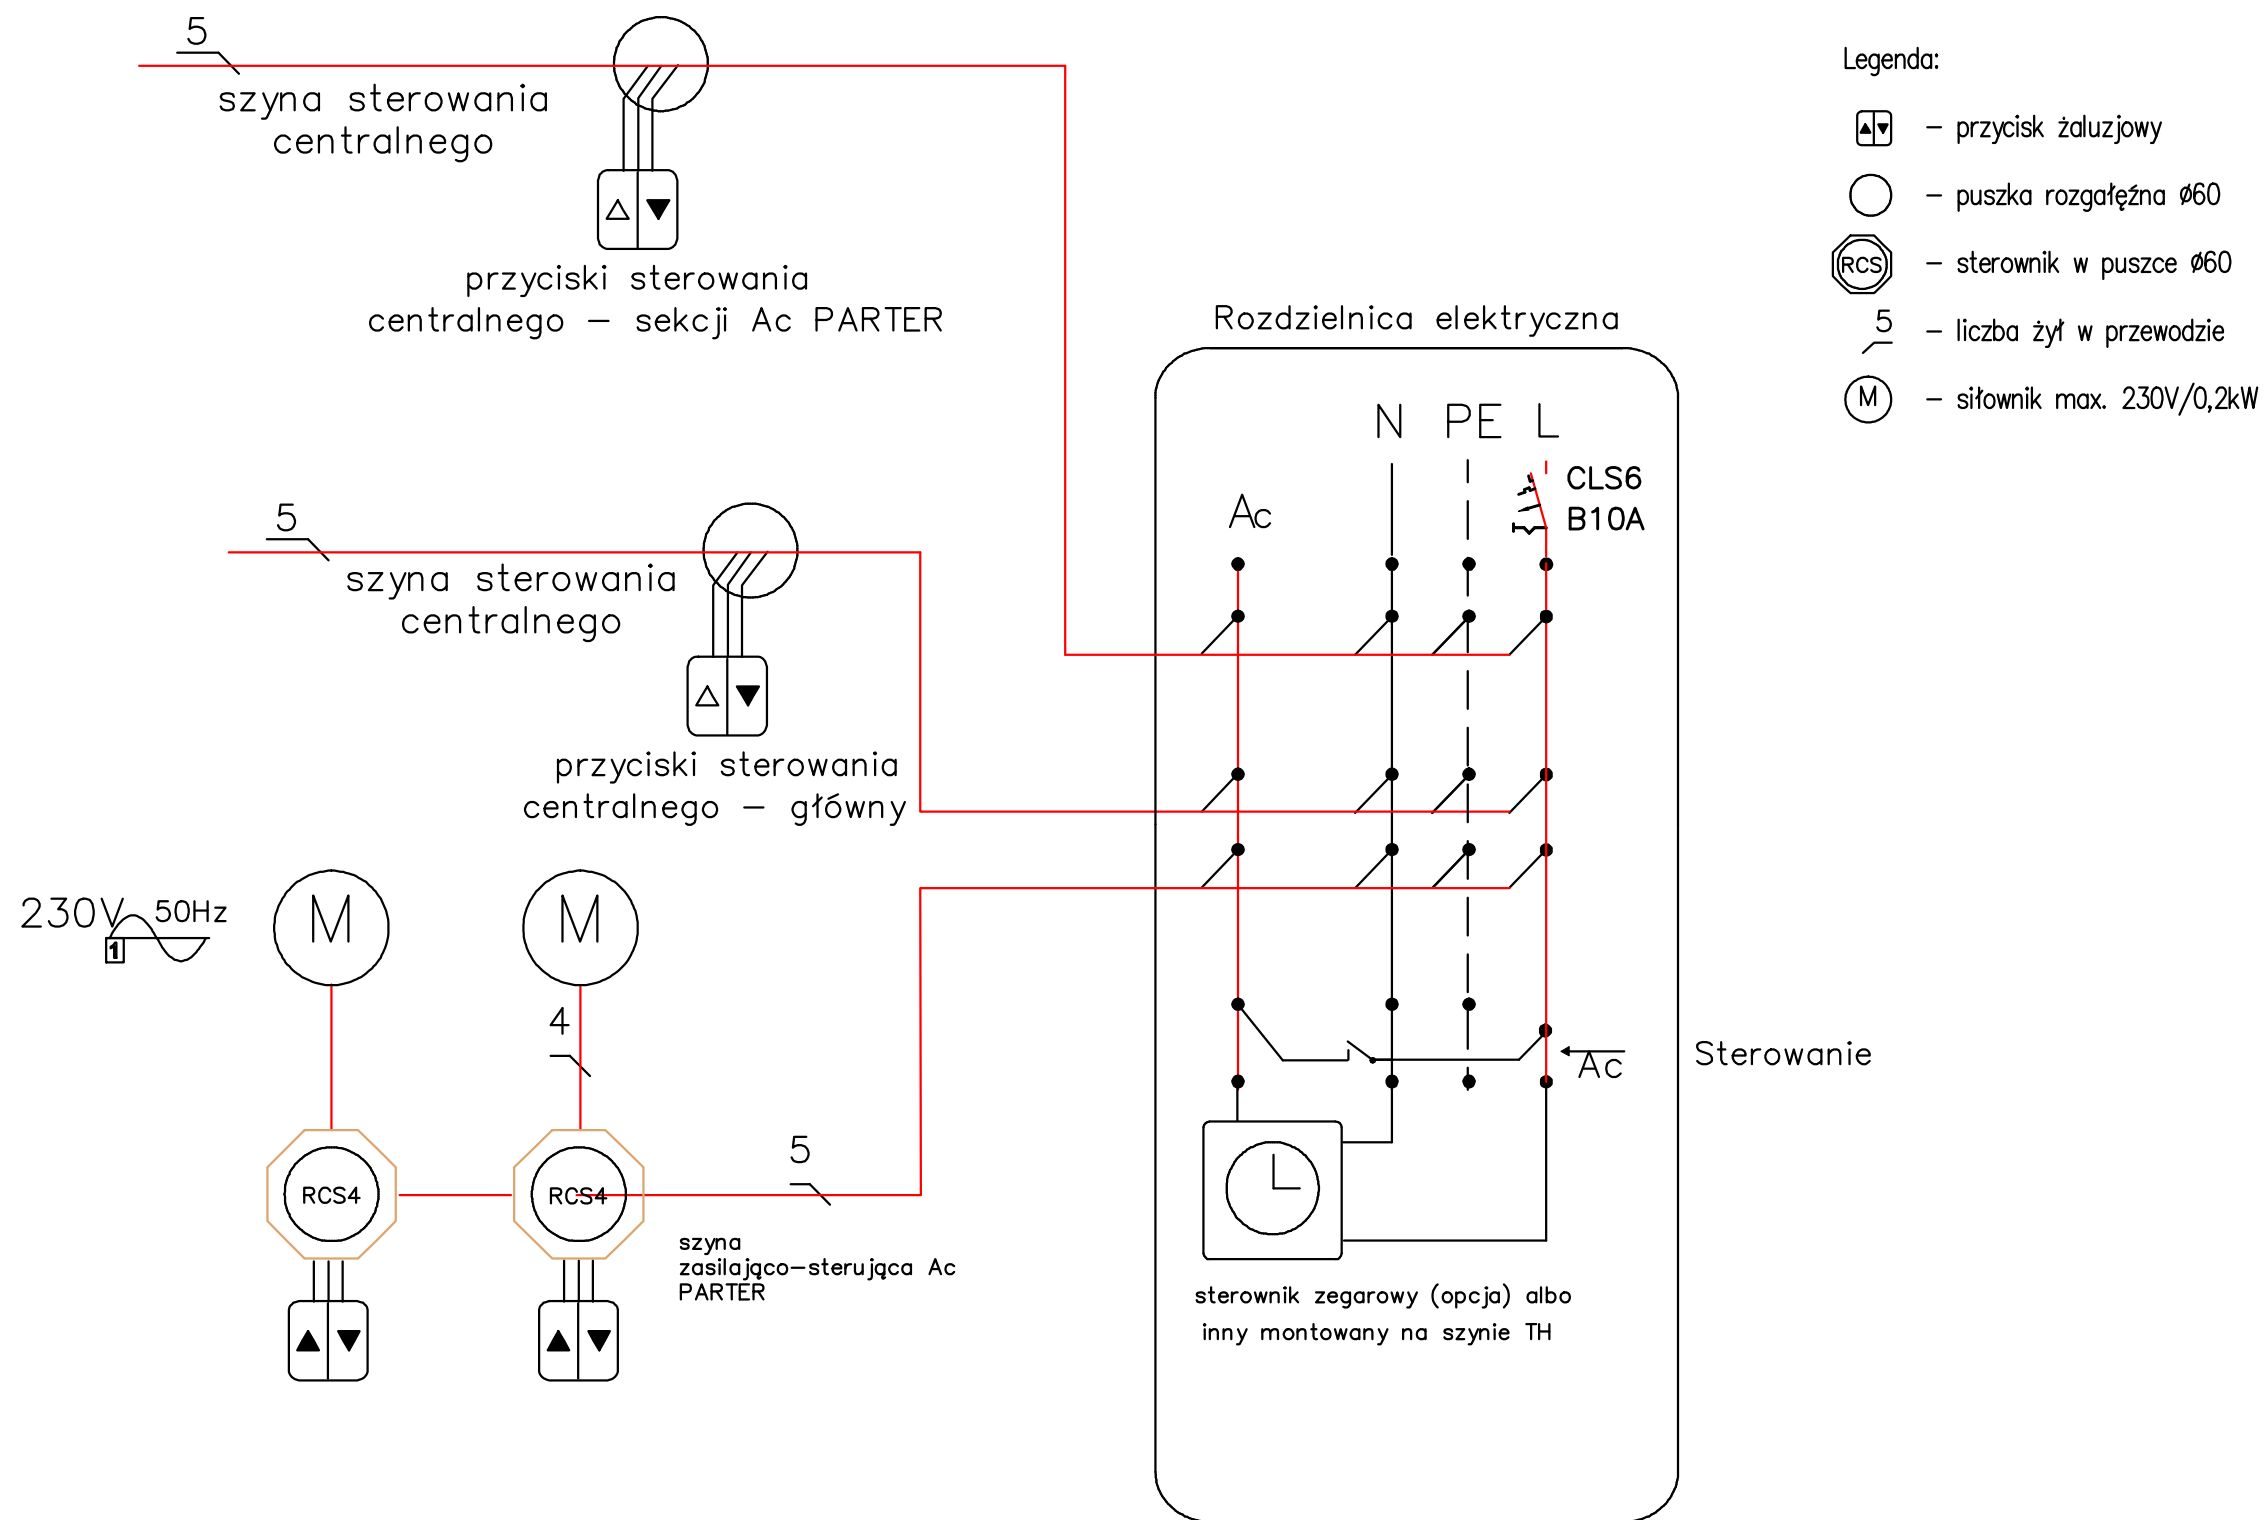 5
szyna sterowania
centralnego
przyciski sterowania
centralnego – sekcji Ac PARTER
Legenda:
– przycisk żaluzjowy
– puszka rozgałęźna Ø60
RCS – sterownik w puszce Ø60
5 – liczba żył w przewodzie
M – siłownik max. 230V/0,2kW
Rozdzielnica elektryczna
N PE L
CLS6
B10A
Ac
5
szyna sterowania
centralnego
przyciski sterowania
centralnego – główny
230V 50Hz
1
M M
4
Sterowanie
Ac
5
RCS4 RCS4
szyna
zasilająco–sterująca Ac
PARTER
sterownik zegarowy (opcja) albo
inny montowany na szynie TH